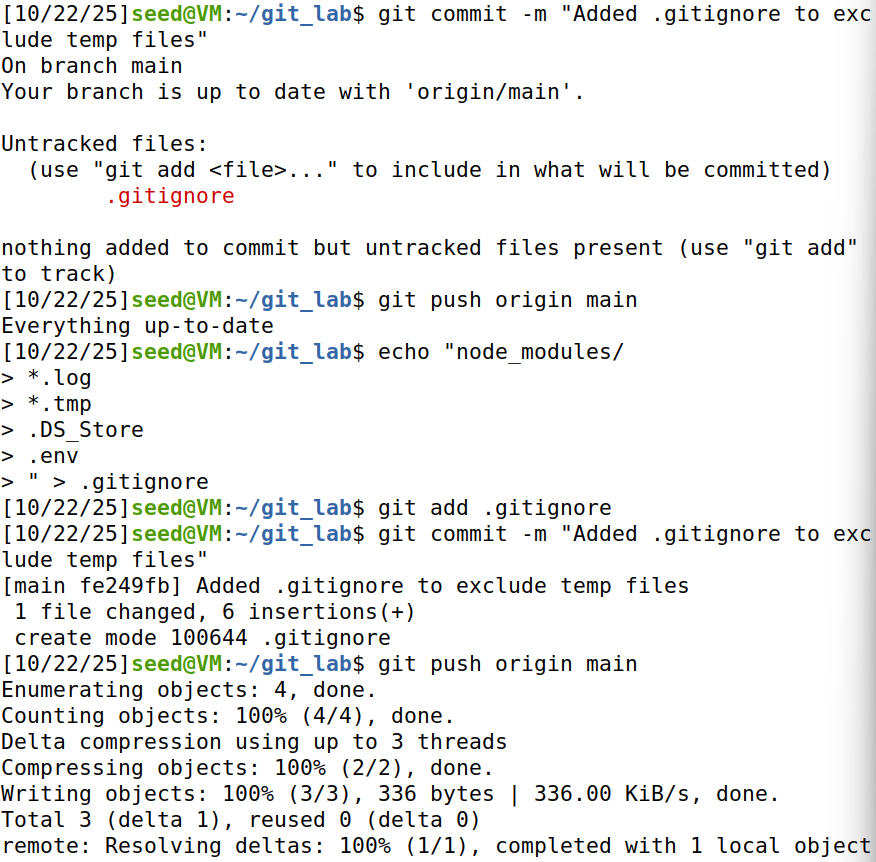 [10/22/25]seed@VM:~/git_lab$ git commit -m "Added .gitignore to exc
lude temp files"
On branch main
Your branch is up to date with 'origin/main'.

Untracked files:
  (use "git add <file>..." to include in what will be committed)
        .gitignore

nothing added to commit but untracked files present (use "git add"
to track)
[10/22/25]seed@VM:~/git_lab$ git push origin main
Everything up-to-date
[10/22/25]seed@VM:~/git_lab$ echo "node_modules/
> *.log
> *.tmp
> .DS_Store
> .env
> " > .gitignore
[10/22/25]seed@VM:~/git_lab$ git add .gitignore
[10/22/25]seed@VM:~/git_lab$ git commit -m "Added .gitignore to exc
lude temp files"
[main fe249fb] Added .gitignore to exclude temp files
 1 file changed, 6 insertions(+)
 create mode 100644 .gitignore
[10/22/25]seed@VM:~/git_lab$ git push origin main
Enumerating objects: 4, done.
Counting objects: 100% (4/4), done.
Delta compression using up to 3 threads
Compressing objects: 100% (2/2), done.
Writing objects: 100% (3/3), 336 bytes | 336.00 KiB/s, done.
Total 3 (delta 1), reused 0 (delta 0)
remote: Resolving deltas: 100% (1/1), completed with 1 local object